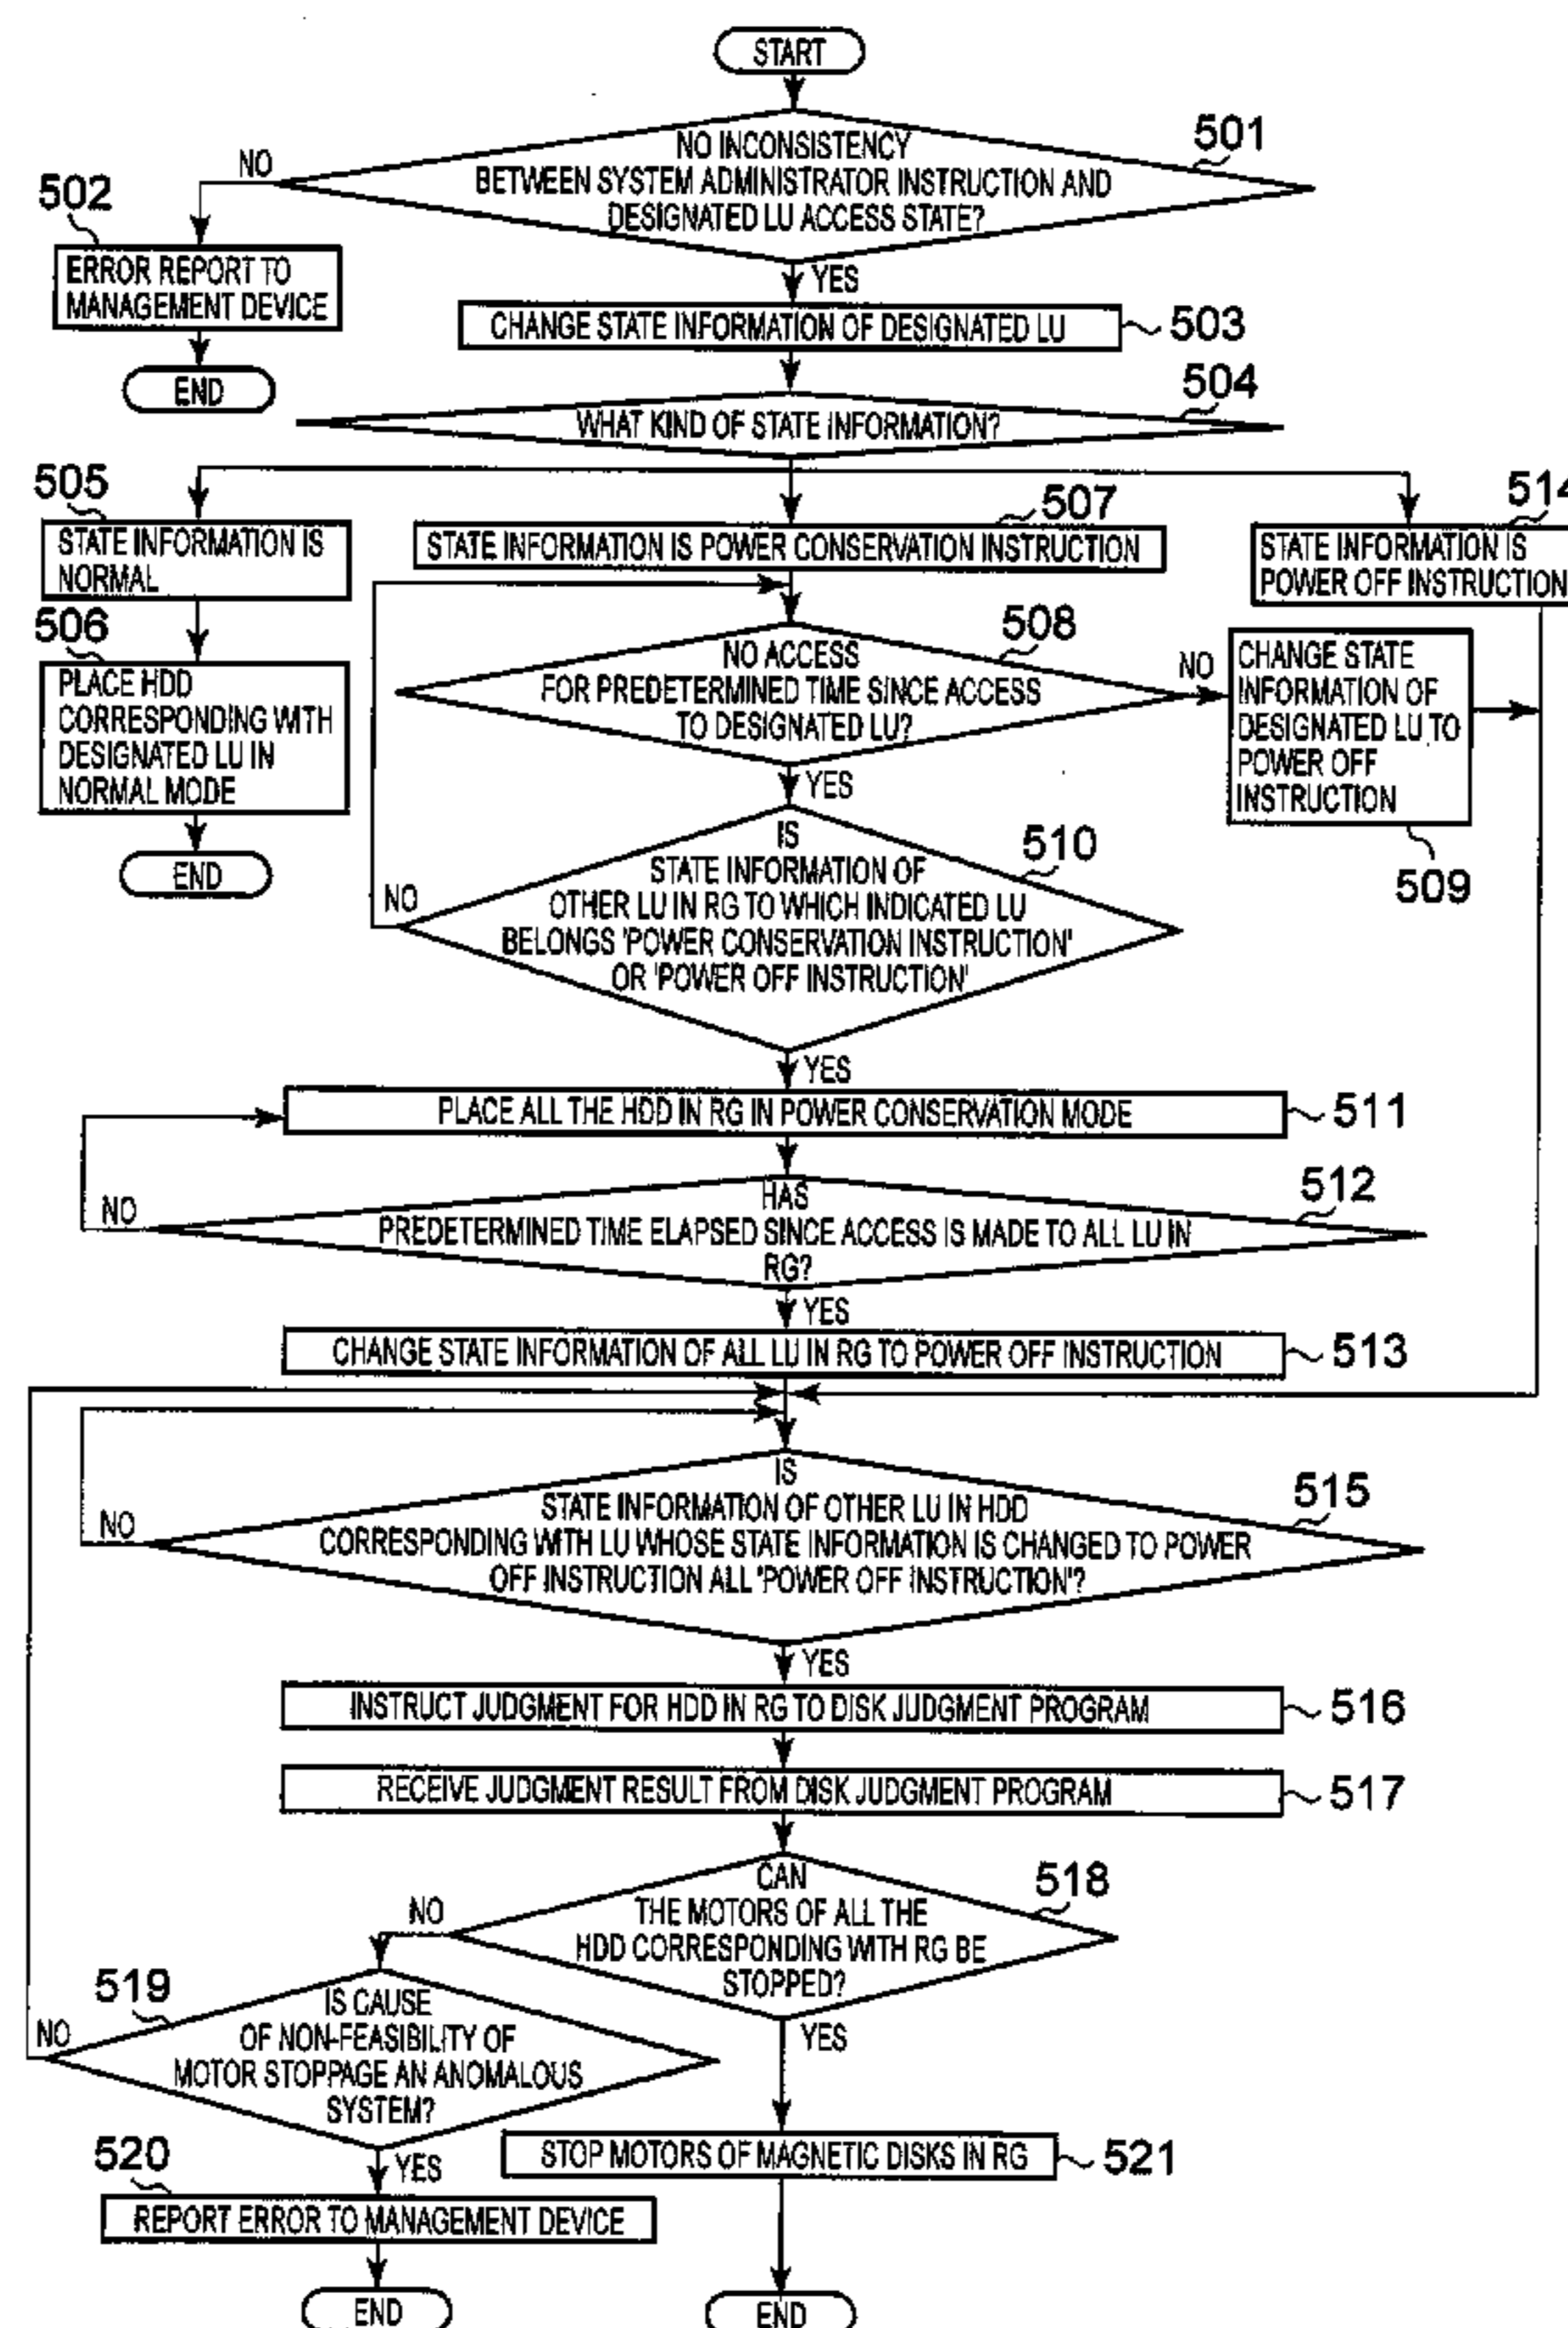 START
NO INCONSISTENCY
BETWEEN SYSTEM ADMINISTRATOR INSTRUCTION AND
DESIGNATED LU ACCESS STATE?
501
NO
YES
502
ERROR REPORT TO
MANAGEMENT DEVICE
END
CHANGE STATE INFORMATION OF DESIGNATED LU
503
WHAT KIND OF STATE INFORMATION?
504
505
STATE INFORMATION IS
NORMAL
506
PLACE HDD
CORRESPONDING WITH
DESIGNATED LU IN
NORMAL MODE
END
507
STATE INFORMATION IS POWER CONSERVATION INSTRUCTION
514
STATE INFORMATION IS
POWER OFF INSTRUCTION
508
NO ACCESS
FOR PREDETERMINED TIME SINCE ACCESS
TO DESIGNATED LU?
NO
YES
CHANGE STATE
INFORMATION OF
DESIGNATED LU TO
POWER OFF
INSTRUCTION
509
IS
STATE INFORMATION OF
OTHER LU IN RG TO WHICH INDICATED LU
BELONGS 'POWER CONSERVATION INSTRUCTION'
OR 'POWER OFF INSTRUCTION'
510
NO
YES
PLACE ALL THE HDD IN RG IN POWER CONSERVATION MODE
511
HAS
PREDETERMINED TIME ELAPSED SINCE ACCESS IS MADE TO ALL LU IN
RG?
512
NO
YES
CHANGE STATE INFORMATION OF ALL LU IN RG TO POWER OFF INSTRUCTION
513
IS
STATE INFORMATION OF OTHER LU IN HDD
CORRESPONDING WITH LU WHOSE STATE INFORMATION IS CHANGED TO POWER
OFF INSTRUCTION ALL 'POWER OFF INSTRUCTION'?
515
NO
YES
INSTRUCT JUDGMENT FOR HDD IN RG TO DISK JUDGMENT PROGRAM
516
RECEIVE JUDGMENT RESULT FROM DISK JUDGMENT PROGRAM
517
CAN
THE MOTORS OF ALL THE
HDD CORRESPONDING WITH RG BE
STOPPED?
518
NO
YES
519
IS CAUSE
OF NON-FEASIBILITY OF
MOTOR STOPPAGE AN ANOMALOUS
SYSTEM?
NO
YES
520
REPORT ERROR TO MANAGEMENT DEVICE
END
STOP MOTORS OF MAGNETIC DISKS IN RG
521
END